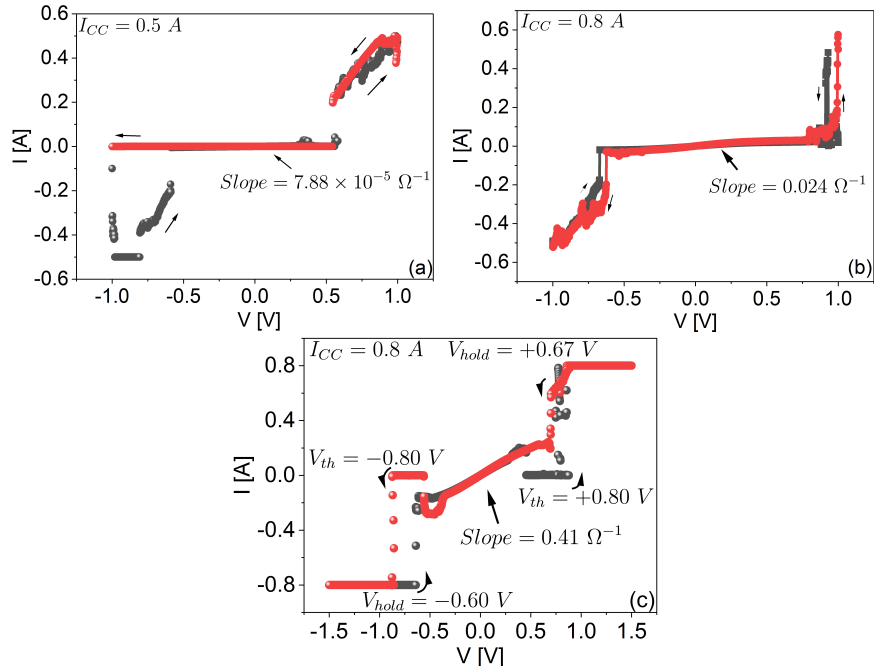 I_CC = 0.5 A
0.4
0.2
0.0
-0.2
-0.4
I [A]
Slope = 7.88 × 10⁻⁵ Ω⁻¹
(a)
-1.0 -0.5 0.0 0.5 1.0
V [V]
I_CC = 0.8 A
0.6
0.4
0.2
0.0
-0.2
-0.4
-0.6
I [A]
Slope = 0.024 Ω⁻¹
(b)
-1.0 -0.5 0.0 0.5 1.0
V [V]
I_CC = 0.8 A
V_hold = +0.67 V
0.8
0.4
0.0
-0.4
-0.8
I [A]
V_th = −0.80 V
V_th = +0.80 V
Slope = 0.41 Ω⁻¹
V_hold = −0.60 V
(c)
-1.5 -1.0 -0.5 0.0 0.5 1.0 1.5
V [V]